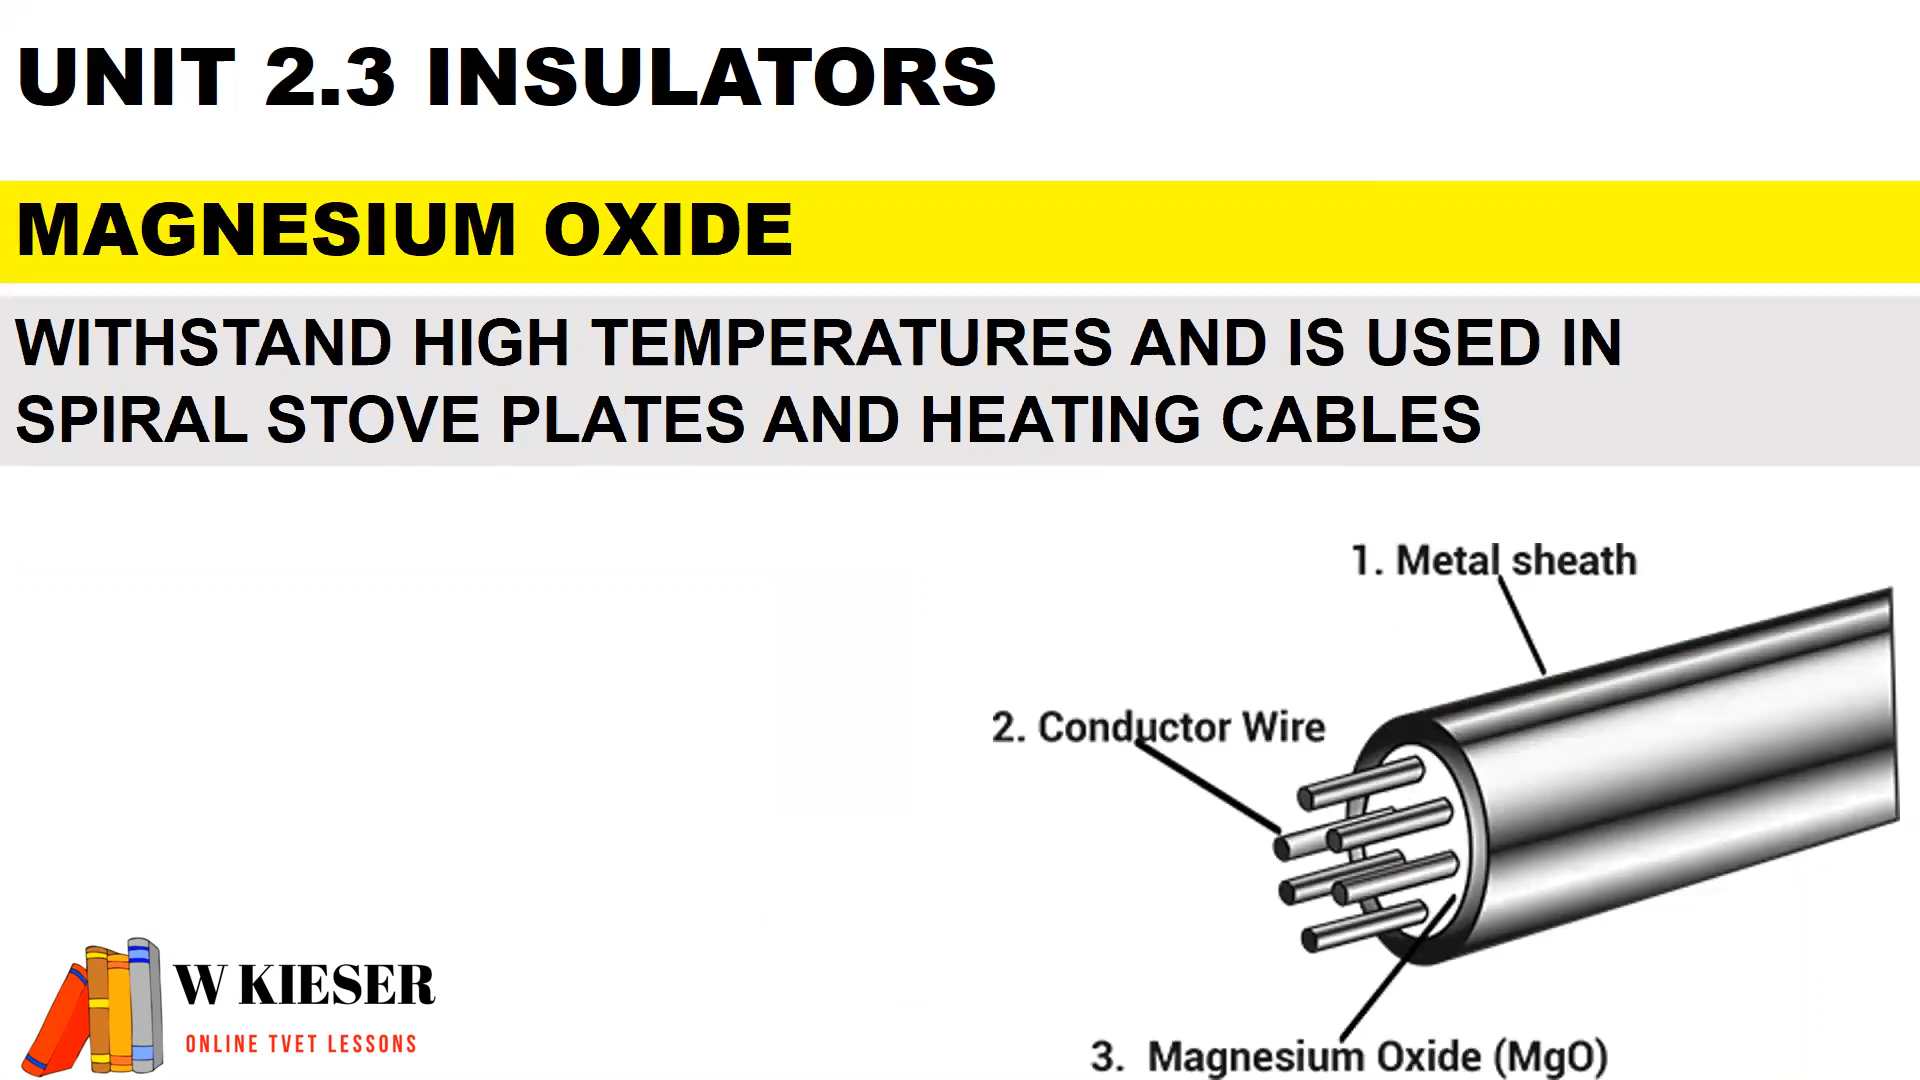 UNIT 2.3 INSULATORS
MAGNESIUM OXIDE
WITHSTAND HIGH TEMPERATURES AND IS USED IN
SPIRAL STOVE PLATES AND HEATING CABLES
1. Metal sheath
2. Conductor Wire
3. Magnesium Oxide (MgO)
W KIESER
ONLINE TVET LESSONS